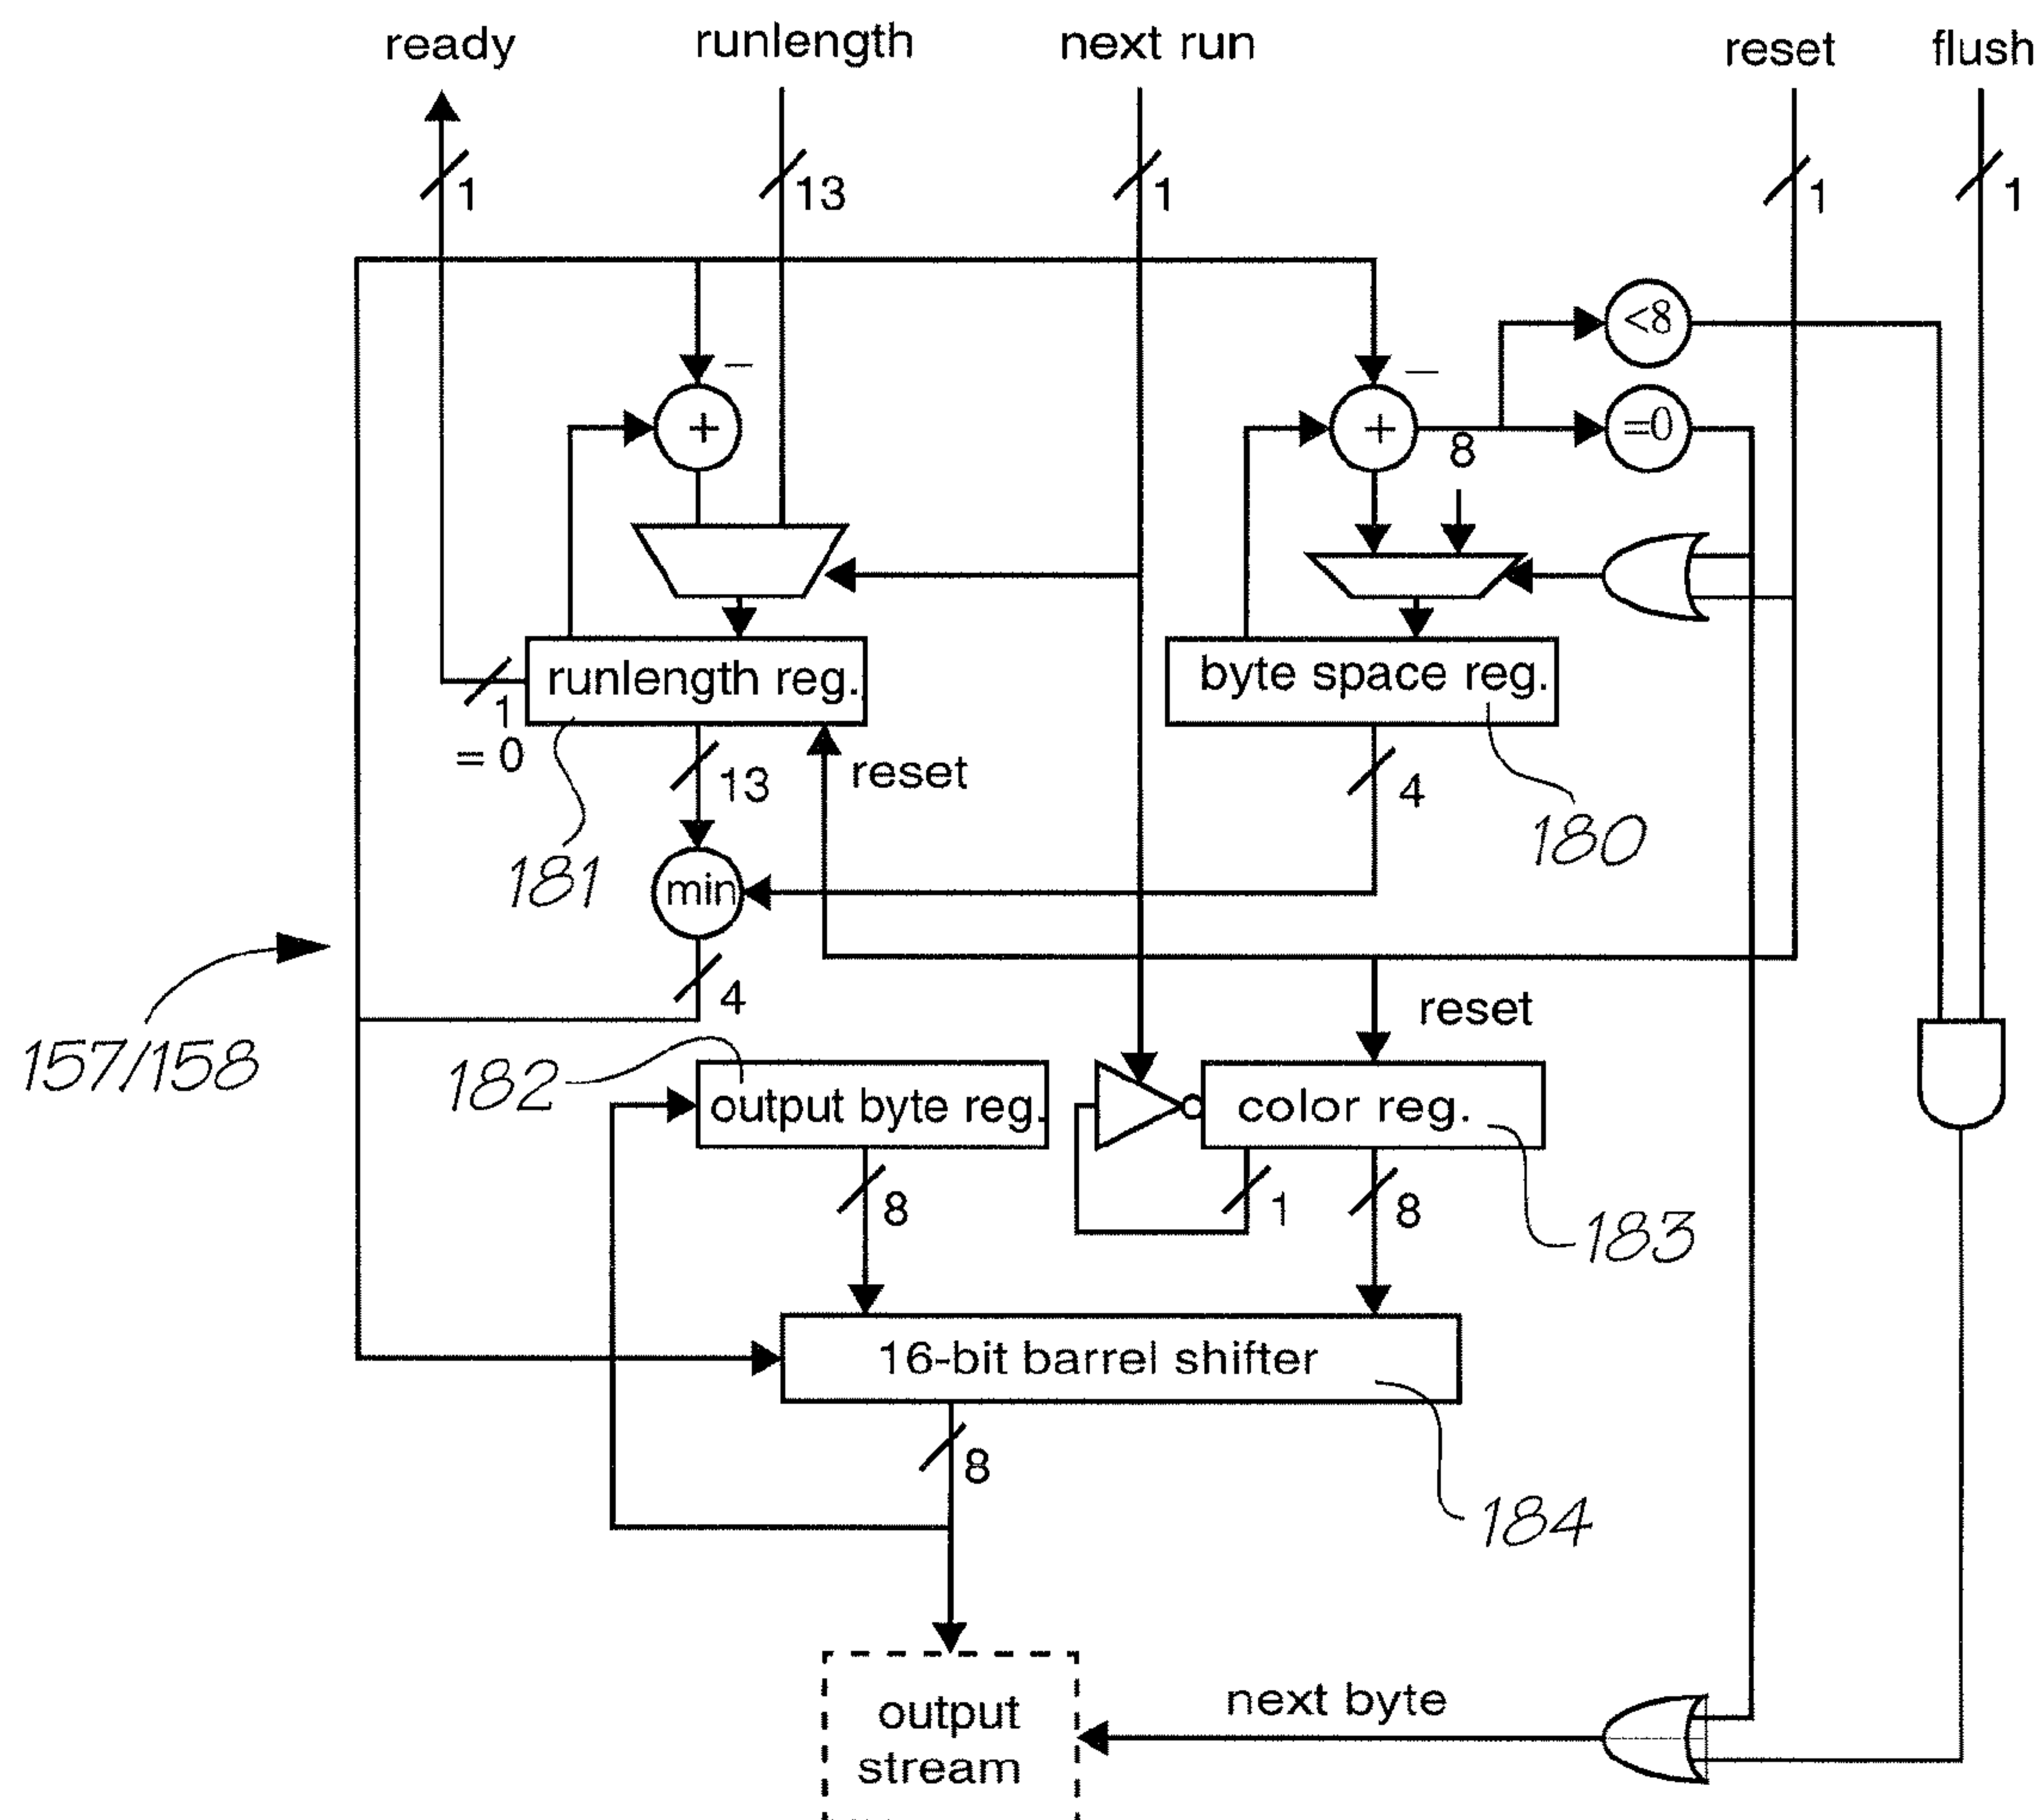 ready
runlength
next run
reset
flush
1
13
1
1
1
<8
–
–
+
+
=0
8
runlength reg.
byte space reg.
1
= 0
13
reset
4
181
180
min
4
reset
157/158
182
output byte reg.
color reg.
8
1
8
183
16-bit barrel shifter
8
184
next byte
output
stream